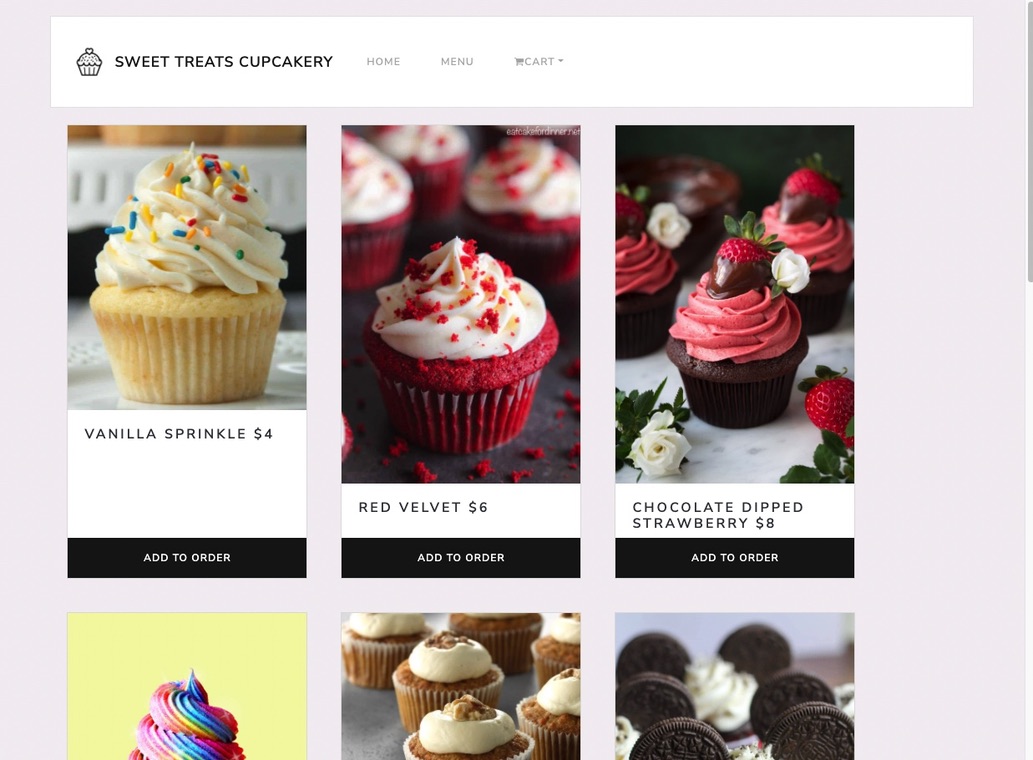 SWEET TREATS CUPCAKERY
HOME
MENU
CART
eatcakefordinner.net
VANILLA SPRINKLE $4
RED VELVET $6
CHOCOLATE DIPPED
STRAWBERRY $8
ADD TO ORDER
ADD TO ORDER
ADD TO ORDER